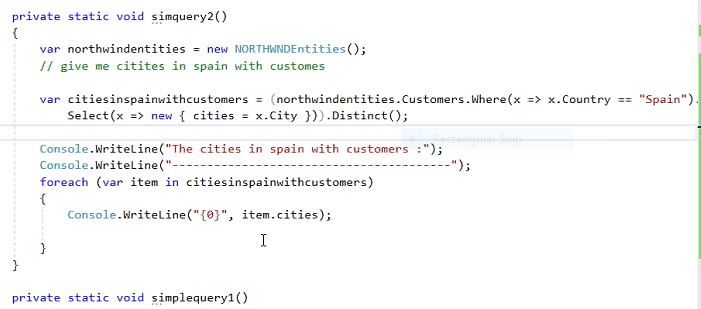 private static void simquery2()
{
var northwindentities = new NORTHWNDEntities();
// give me citites in spain with customes
var citiesinspainwithcustomers = (northwindentities.Customers.Where(x => x.Country == "Spain").
Select(x => new { cities = x.City })).Distinct();
Rectangular Snip
Console.WriteLine("The cities in spain with customers :");
Console.WriteLine("----------------------------------------");
foreach (var item in citiesinspainwithcustomers)
{
Console.WriteLine("{0}", item.cities);
}
}
private static void simplequery1()